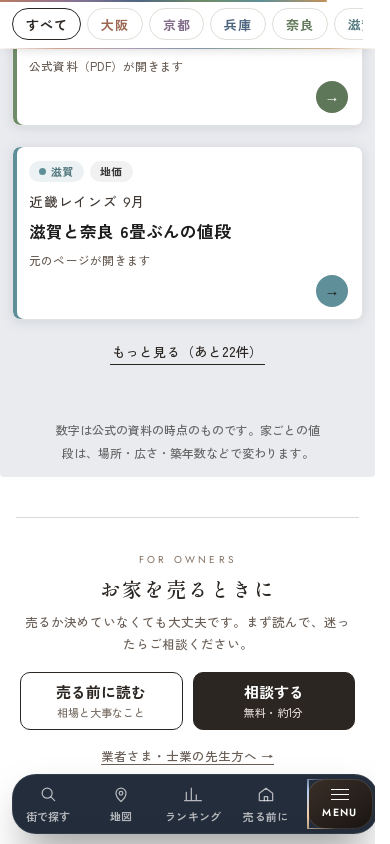 すべて 大阪 京都 兵庫 奈良
公式資料（PDF）が開きます
→
滋賀 地価
近畿レインズ 9月
滋賀と奈良 6畳ぶんの値段
元のページが開きます
→
もっと見る（あと22件）
数字は公式の資料の時点のものです。家ごとの値
段は、場所・広さ・築年数などで変わります。
FOR OWNERS
お家を売るときに
売るか決めていなくても大丈夫です。まず読んで、迷っ
たらご相談ください。
売る前に読む 相談する
相場と大事なこと 無料・約1分
業者さま・士業の先生方へ →
街で探す 地図 ランキング 売る前に MENU